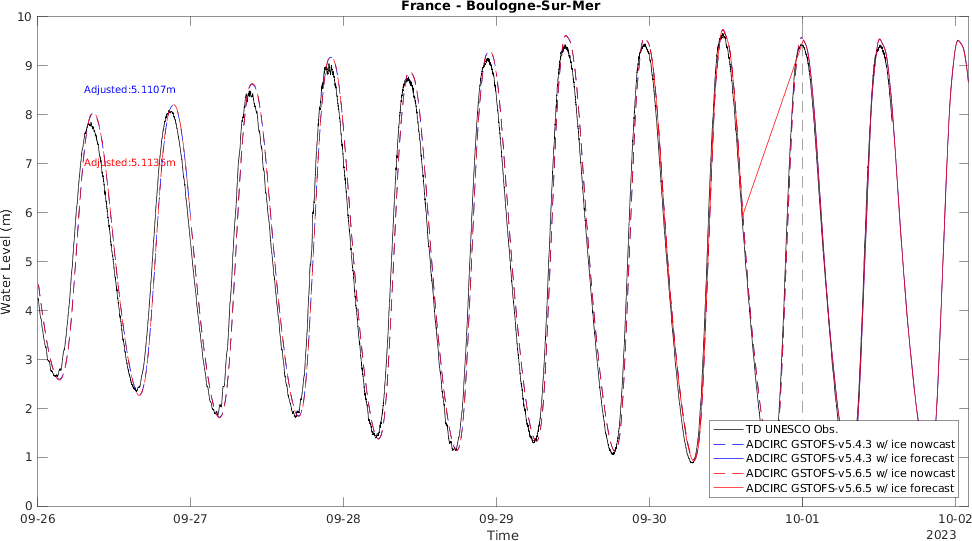 France - Boulogne-Sur-Mer
10
9
8
7
6
5
4
3
2
1
0
Water Level (m)
Adjusted:5.1107m
Adjusted:5.1135m
TD UNESCO Obs.
ADCIRC GSTOFS-v5.4.3 w/ ice nowcast
ADCIRC GSTOFS-v5.4.3 w/ ice forecast
ADCIRC GSTOFS-v5.6.5 w/ ice nowcast
ADCIRC GSTOFS-v5.6.5 w/ ice forecast
09-26 09-27 09-28 09-29 09-30 10-01 10-02
Time
2023